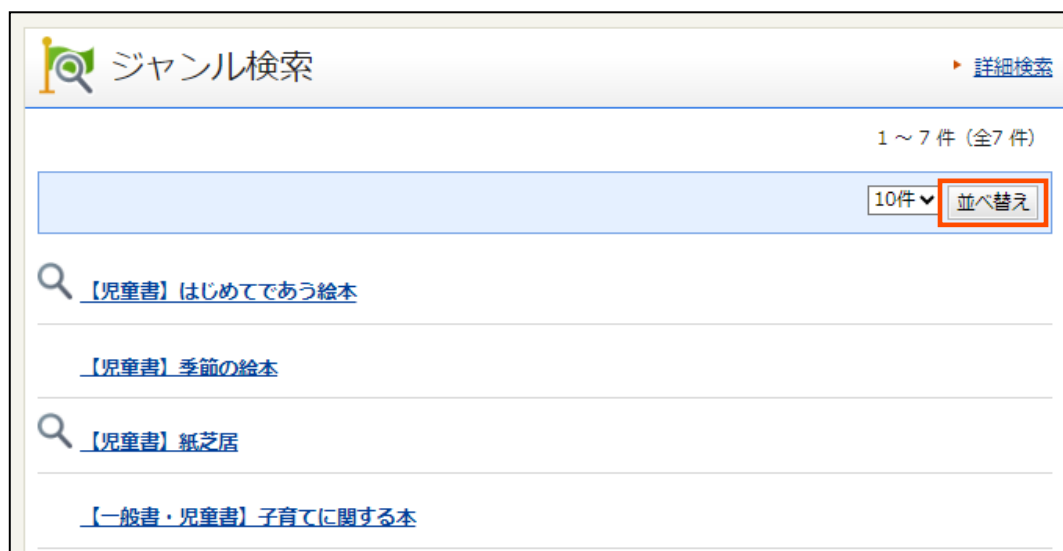 ジャンル検索
詳細検索
1 ～ 7 件（全7 件）
10件 並べ替え
【児童書】はじめてであう絵本
【児童書】季節の絵本
【児童書】紙芝居
【一般書・児童書】子育てに関する本